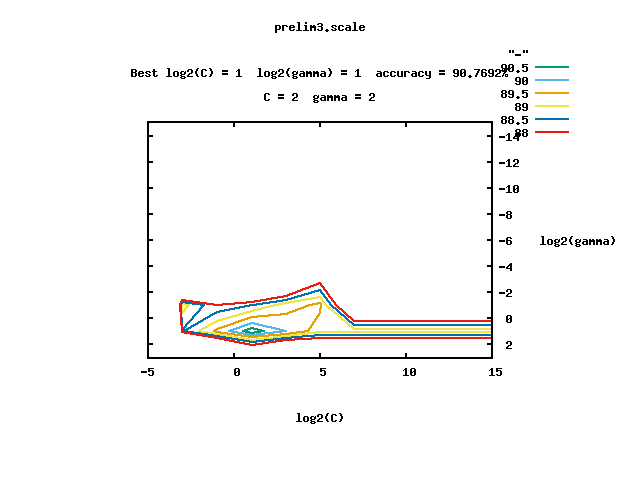 prelim3.scale
"-"
Best log2(C) = 1 log2(gamma) = 1 accuracy = 90.7692%
90.5
90
89.5
89
88.5
88
C = 2 gamma = 2
-14
-12
-10
-8
-6
-4
-2
0
2
log2(gamma)
-5 0 5 10 15
log2(C)